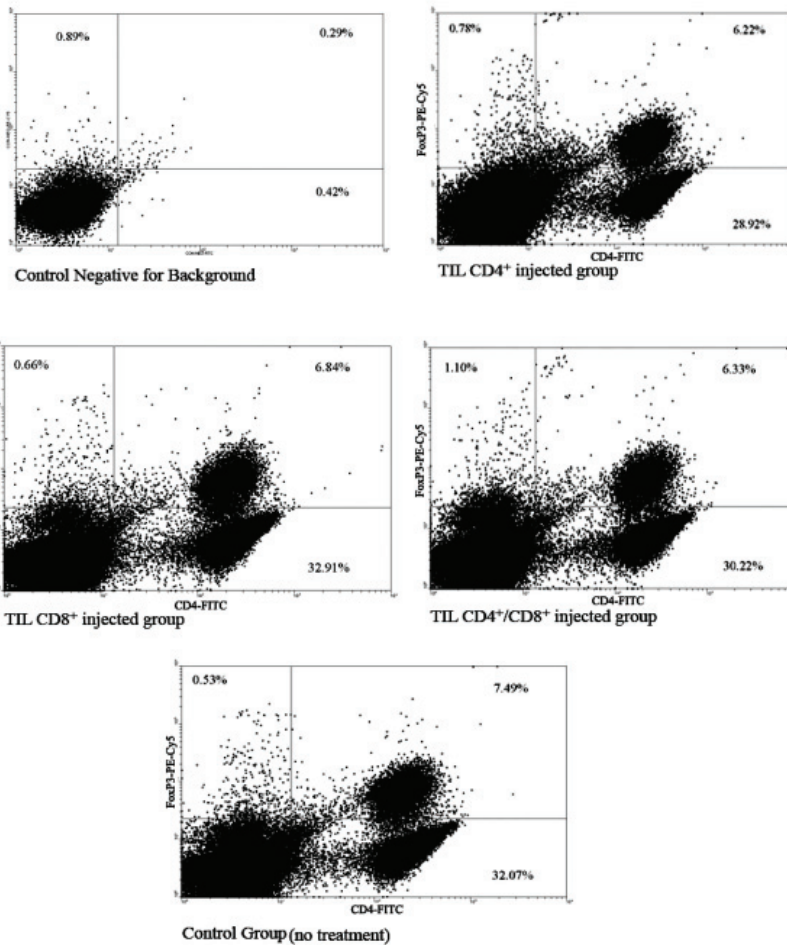 0.89%
0.29%
0.42%
Control Negative for Background
0.78%
6.22%
FoxP3-PE-Cy5
28.92%
CD4-FITC
TIL CD4⁺ injected group
0.66%
6.84%
32.91%
CD4-FITC
TIL CD8⁺ injected group
1.10%
6.33%
FoxP3-PE-Cy5
30.22%
CD4-FITC
TIL CD4⁺/CD8⁺ injected group
0.53%
7.49%
FoxP3-PE-Cy5
32.07%
CD4-FITC
Control Group (no treatment)